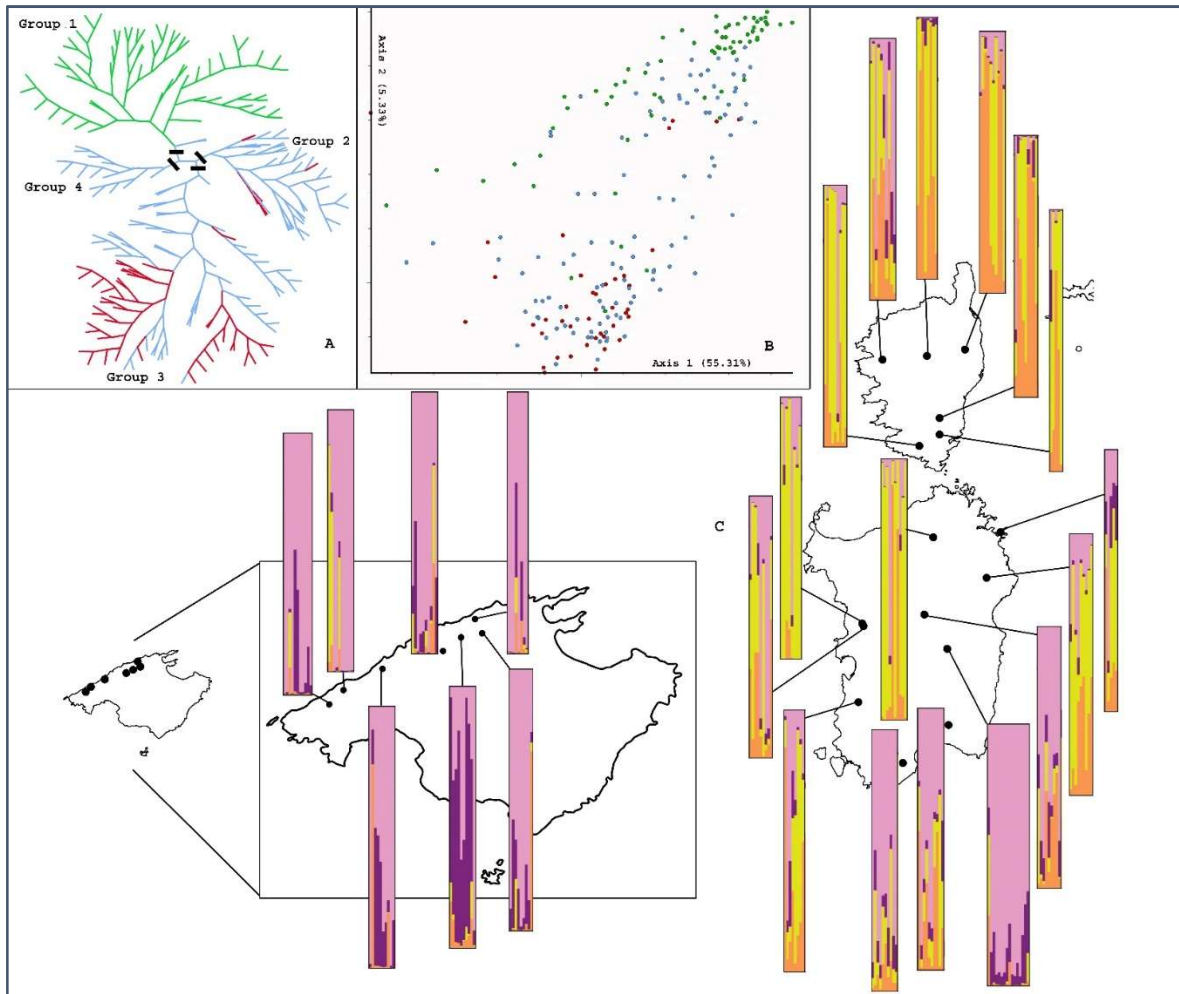 Group 1
Group 2
Group 4
Group 3
A
Axis 2 (5.33%)
Axis 1 (55.31%)
B
C